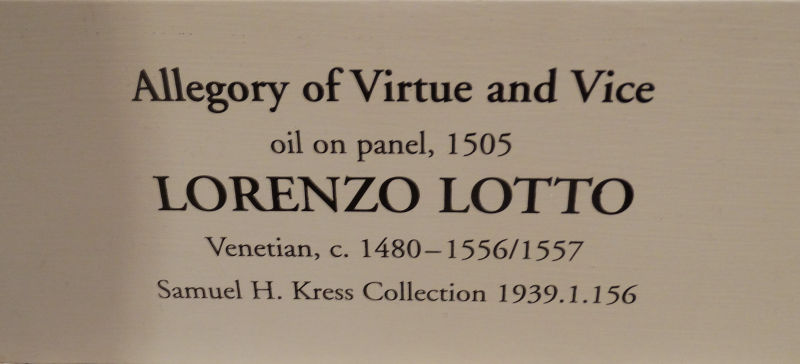 Allegory of Virtue and Vice
oil on panel, 1505
LORENZO LOTTO
Venetian, c. 1480–1556/1557
Samuel H. Kress Collection 1939.1.156